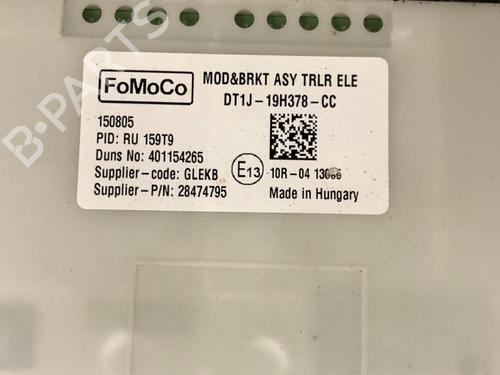 FoMoCo
MOD&BRKT ASY TRLR ELE
DT1J-19H378-CC
150805
PID: RU 159T9
Duns No: 401154265
Supplier-code: GLEKB
Supplier-P/N: 28474795
E13
10R-04
Made in Hungary
B-Parts